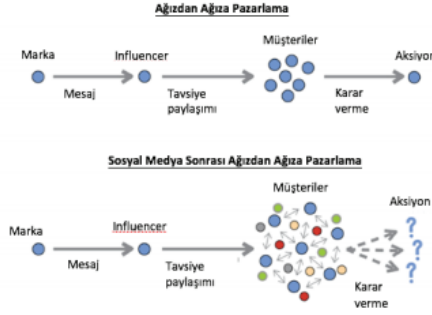 Ağızdan Ağıza Pazarlama
Marka
Influencer
Müşteriler
Aksiyon
Mesaj
Tavsiye
paylaşımı
Karar
verme
Sosyal Medya Sonrası Ağızdan Ağıza Pazarlama
Marka
Influencer
Müşteriler
Aksiyon
?
?
?
Mesaj
Tavsiye
paylaşımı
Karar
verme